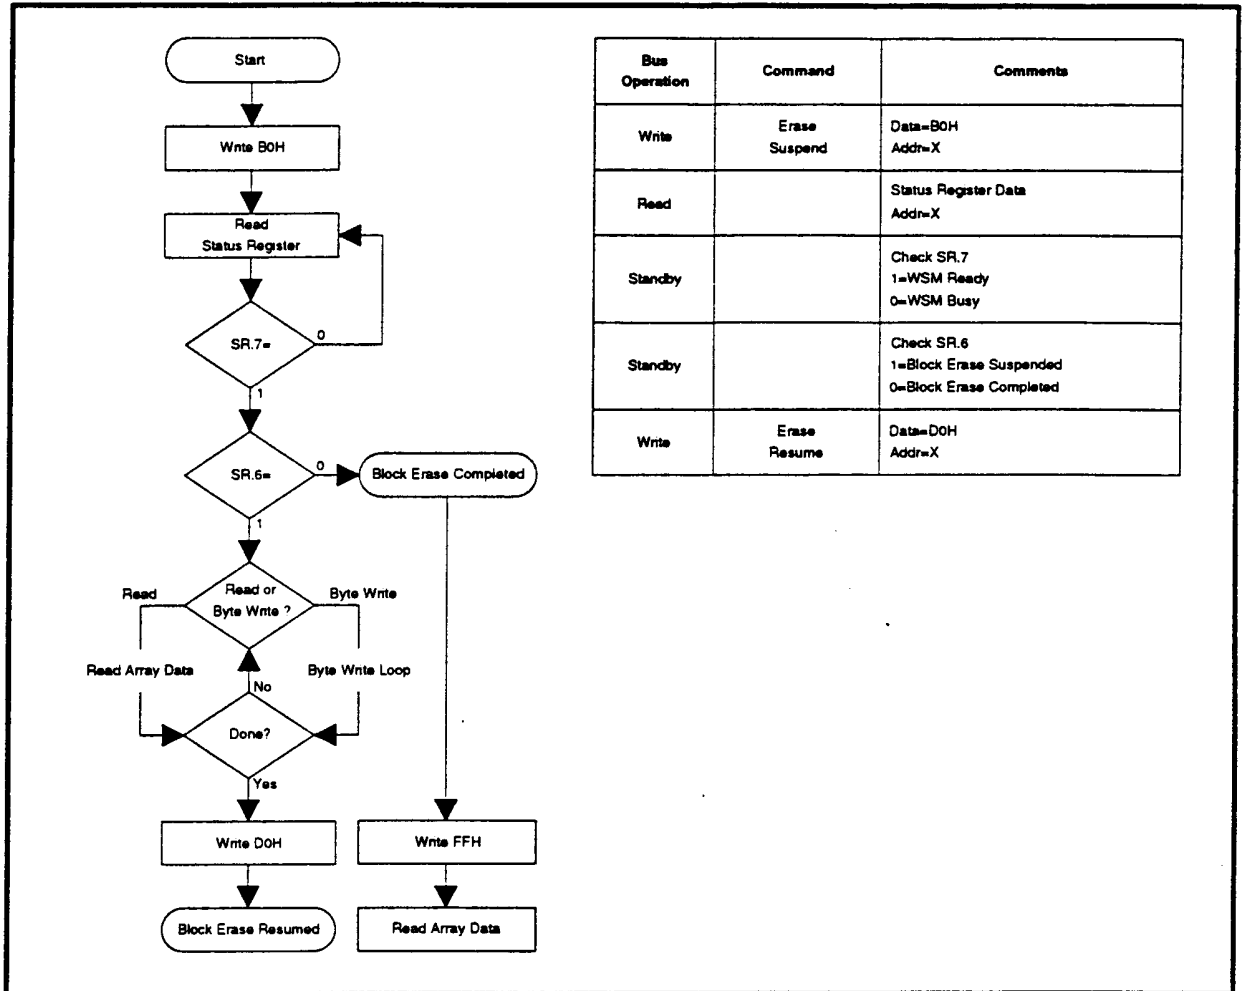 Start
Write B0H
Read
Status Register
SR.7=
0
1
SR.6=
0
Block Erase Completed
1
Read or
Byte Write ?
Read
Byte Write
Read Array Data
Byte Write Loop
No
Done?
Yes
Write D0H
Write FFH
Block Erase Resumed
Read Array Data
Bus
Operation
Command
Comments
Write
Erase
Suspend
Data=B0H
Addr=X
Read
Status Register Data
Addr=X
Standby
Check SR.7
1=WSM Ready
0=WSM Busy
Standby
Check SR.6
1=Block Erase Suspended
0=Block Erase Completed
Write
Erase
Resume
Data=D0H
Addr=X